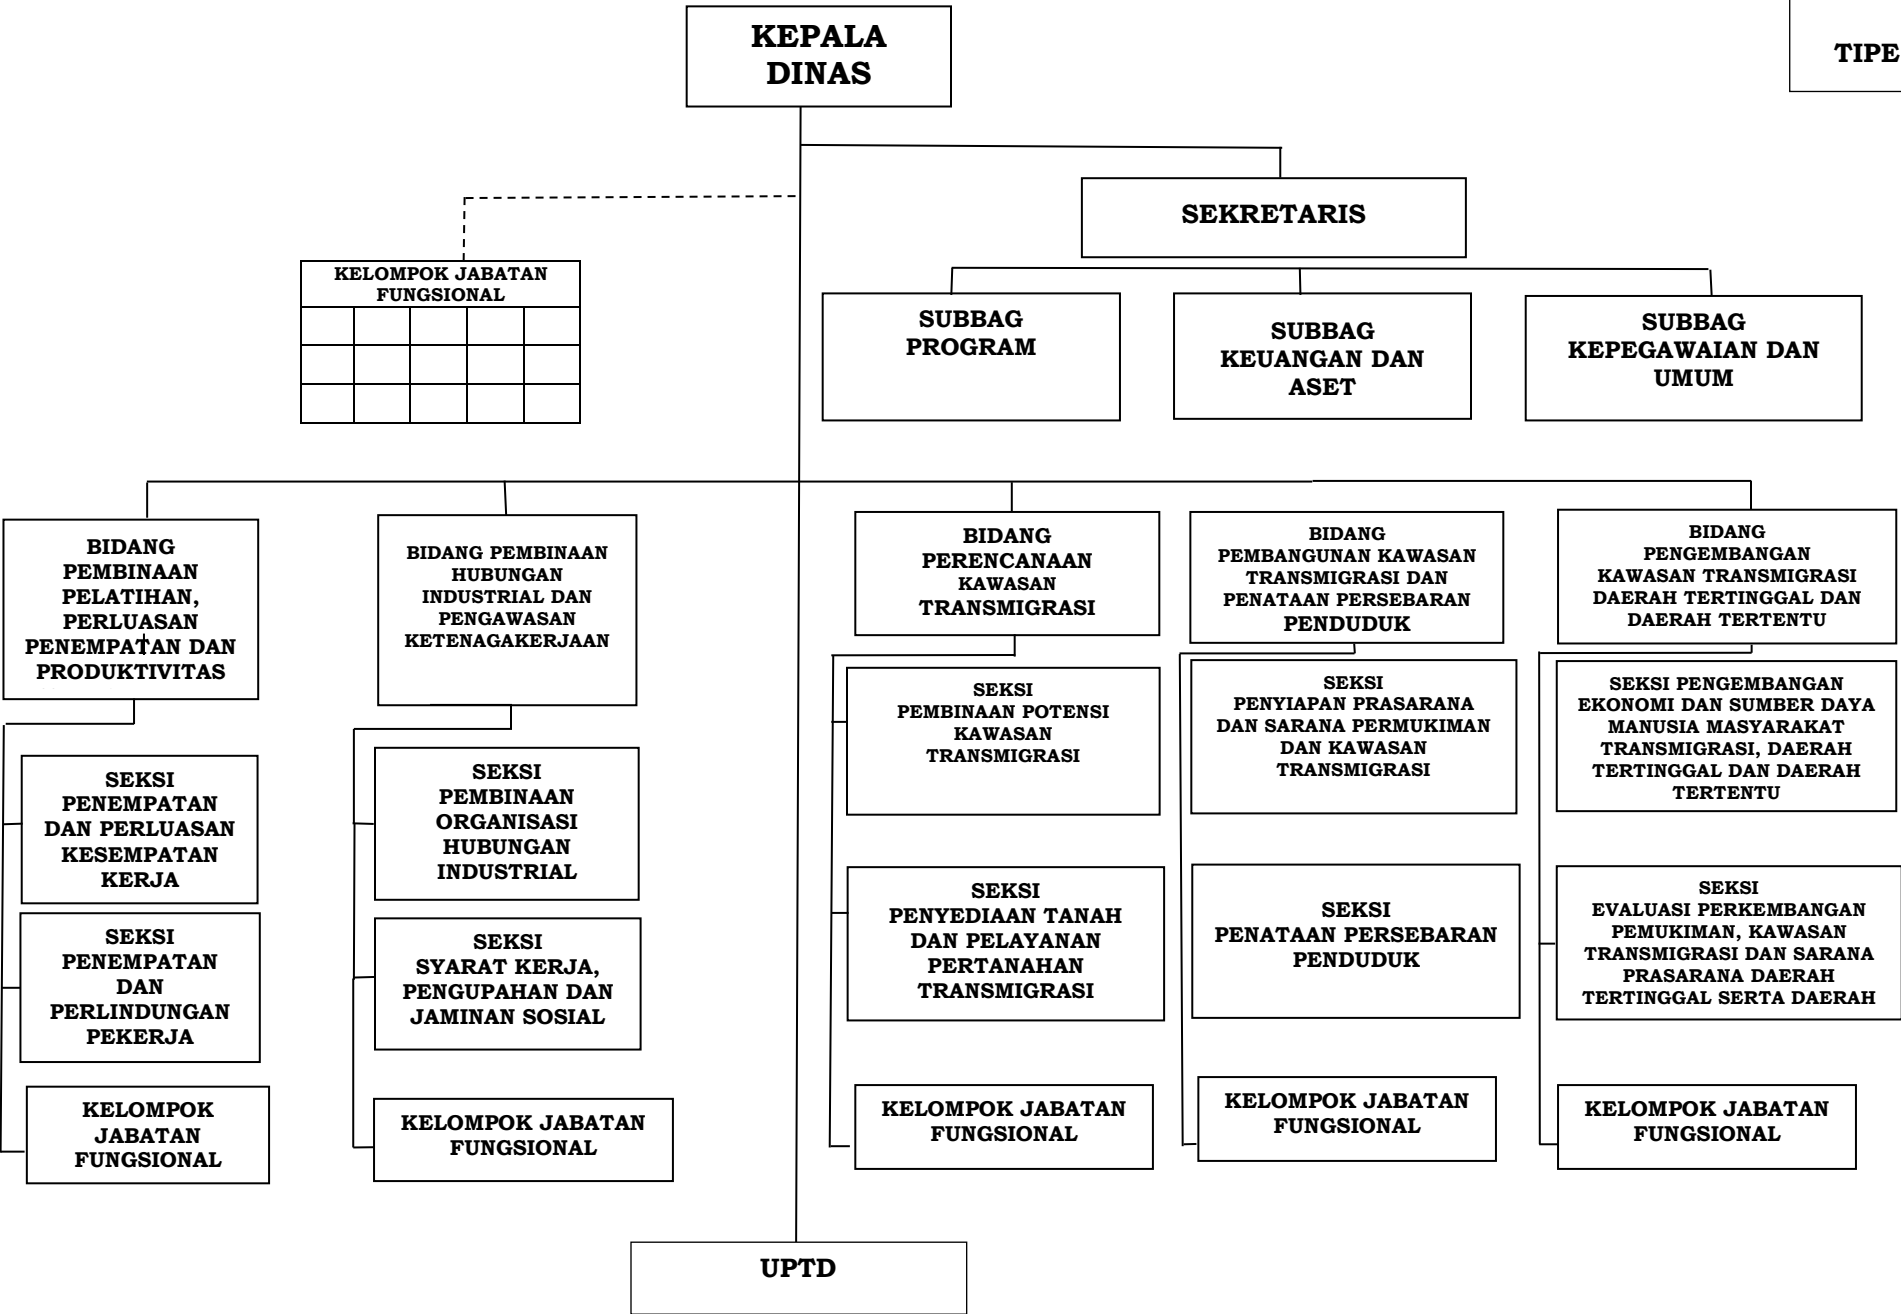 KEPALA
DINAS
TIPE
SEKRETARIS
KELOMPOK JABATAN
FUNGSIONAL
SUBBAG
PROGRAM
SUBBAG
KEUANGAN DAN
ASET
SUBBAG
KEPEGAWAIAN DAN
UMUM
BIDANG
PEMBINAAN
PELATIHAN,
PERLUASAN
PENEMPATAN DAN
PRODUKTIVITAS
BIDANG PEMBINAAN
HUBUNGAN
INDUSTRIAL DAN
PENGAWASAN
KETENAGAKERJAAN
BIDANG
PERENCANAAN
KAWASAN
TRANSMIGRASI
BIDANG
PEMBANGUNAN KAWASAN
TRANSMIGRASI DAN
PENATAAN PERSEBARAN
PENDUDUK
BIDANG
PENGEMBANGAN
KAWASAN TRANSMIGRASI
DAERAH TERTINGGAL DAN
DAERAH TERTENTU
SEKSI
PENEMPATAN
DAN PERLUASAN
KESEMPATAN
KERJA
SEKSI
PEMBINAAN
ORGANISASI
HUBUNGAN
INDUSTRIAL
SEKSI
PEMBINAAN POTENSI
KAWASAN
TRANSMIGRASI
SEKSI
PENYIAPAN PRASARANA
DAN SARANA PERMUKIMAN
DAN KAWASAN
TRANSMIGRASI
SEKSI PENGEMBANGAN
EKONOMI DAN SUMBER DAYA
MANUSIA MASYARAKAT
TRANSMIGRASI, DAERAH
TERTINGGAL DAN DAERAH
TERTENTU
SEKSI
PENEMPATAN
DAN
PERLINDUNGAN
PEKERJA
SEKSI
SYARAT KERJA,
PENGUPAHAN DAN
JAMINAN SOSIAL
SEKSI
PENYEDIAAN TANAH
DAN PELAYANAN
PERTANAHAN
TRANSMIGRASI
SEKSI
PENATAAN PERSEBARAN
PENDUDUK
SEKSI
EVALUASI PERKEMBANGAN
PEMUKIMAN, KAWASAN
TRANSMIGRASI DAN SARANA
PRASARANA DAERAH
TERTINGGAL SERTA DAERAH
KELOMPOK
JABATAN
FUNGSIONAL
KELOMPOK JABATAN
FUNGSIONAL
KELOMPOK JABATAN
FUNGSIONAL
KELOMPOK JABATAN
FUNGSIONAL
KELOMPOK JABATAN
FUNGSIONAL
UPTD